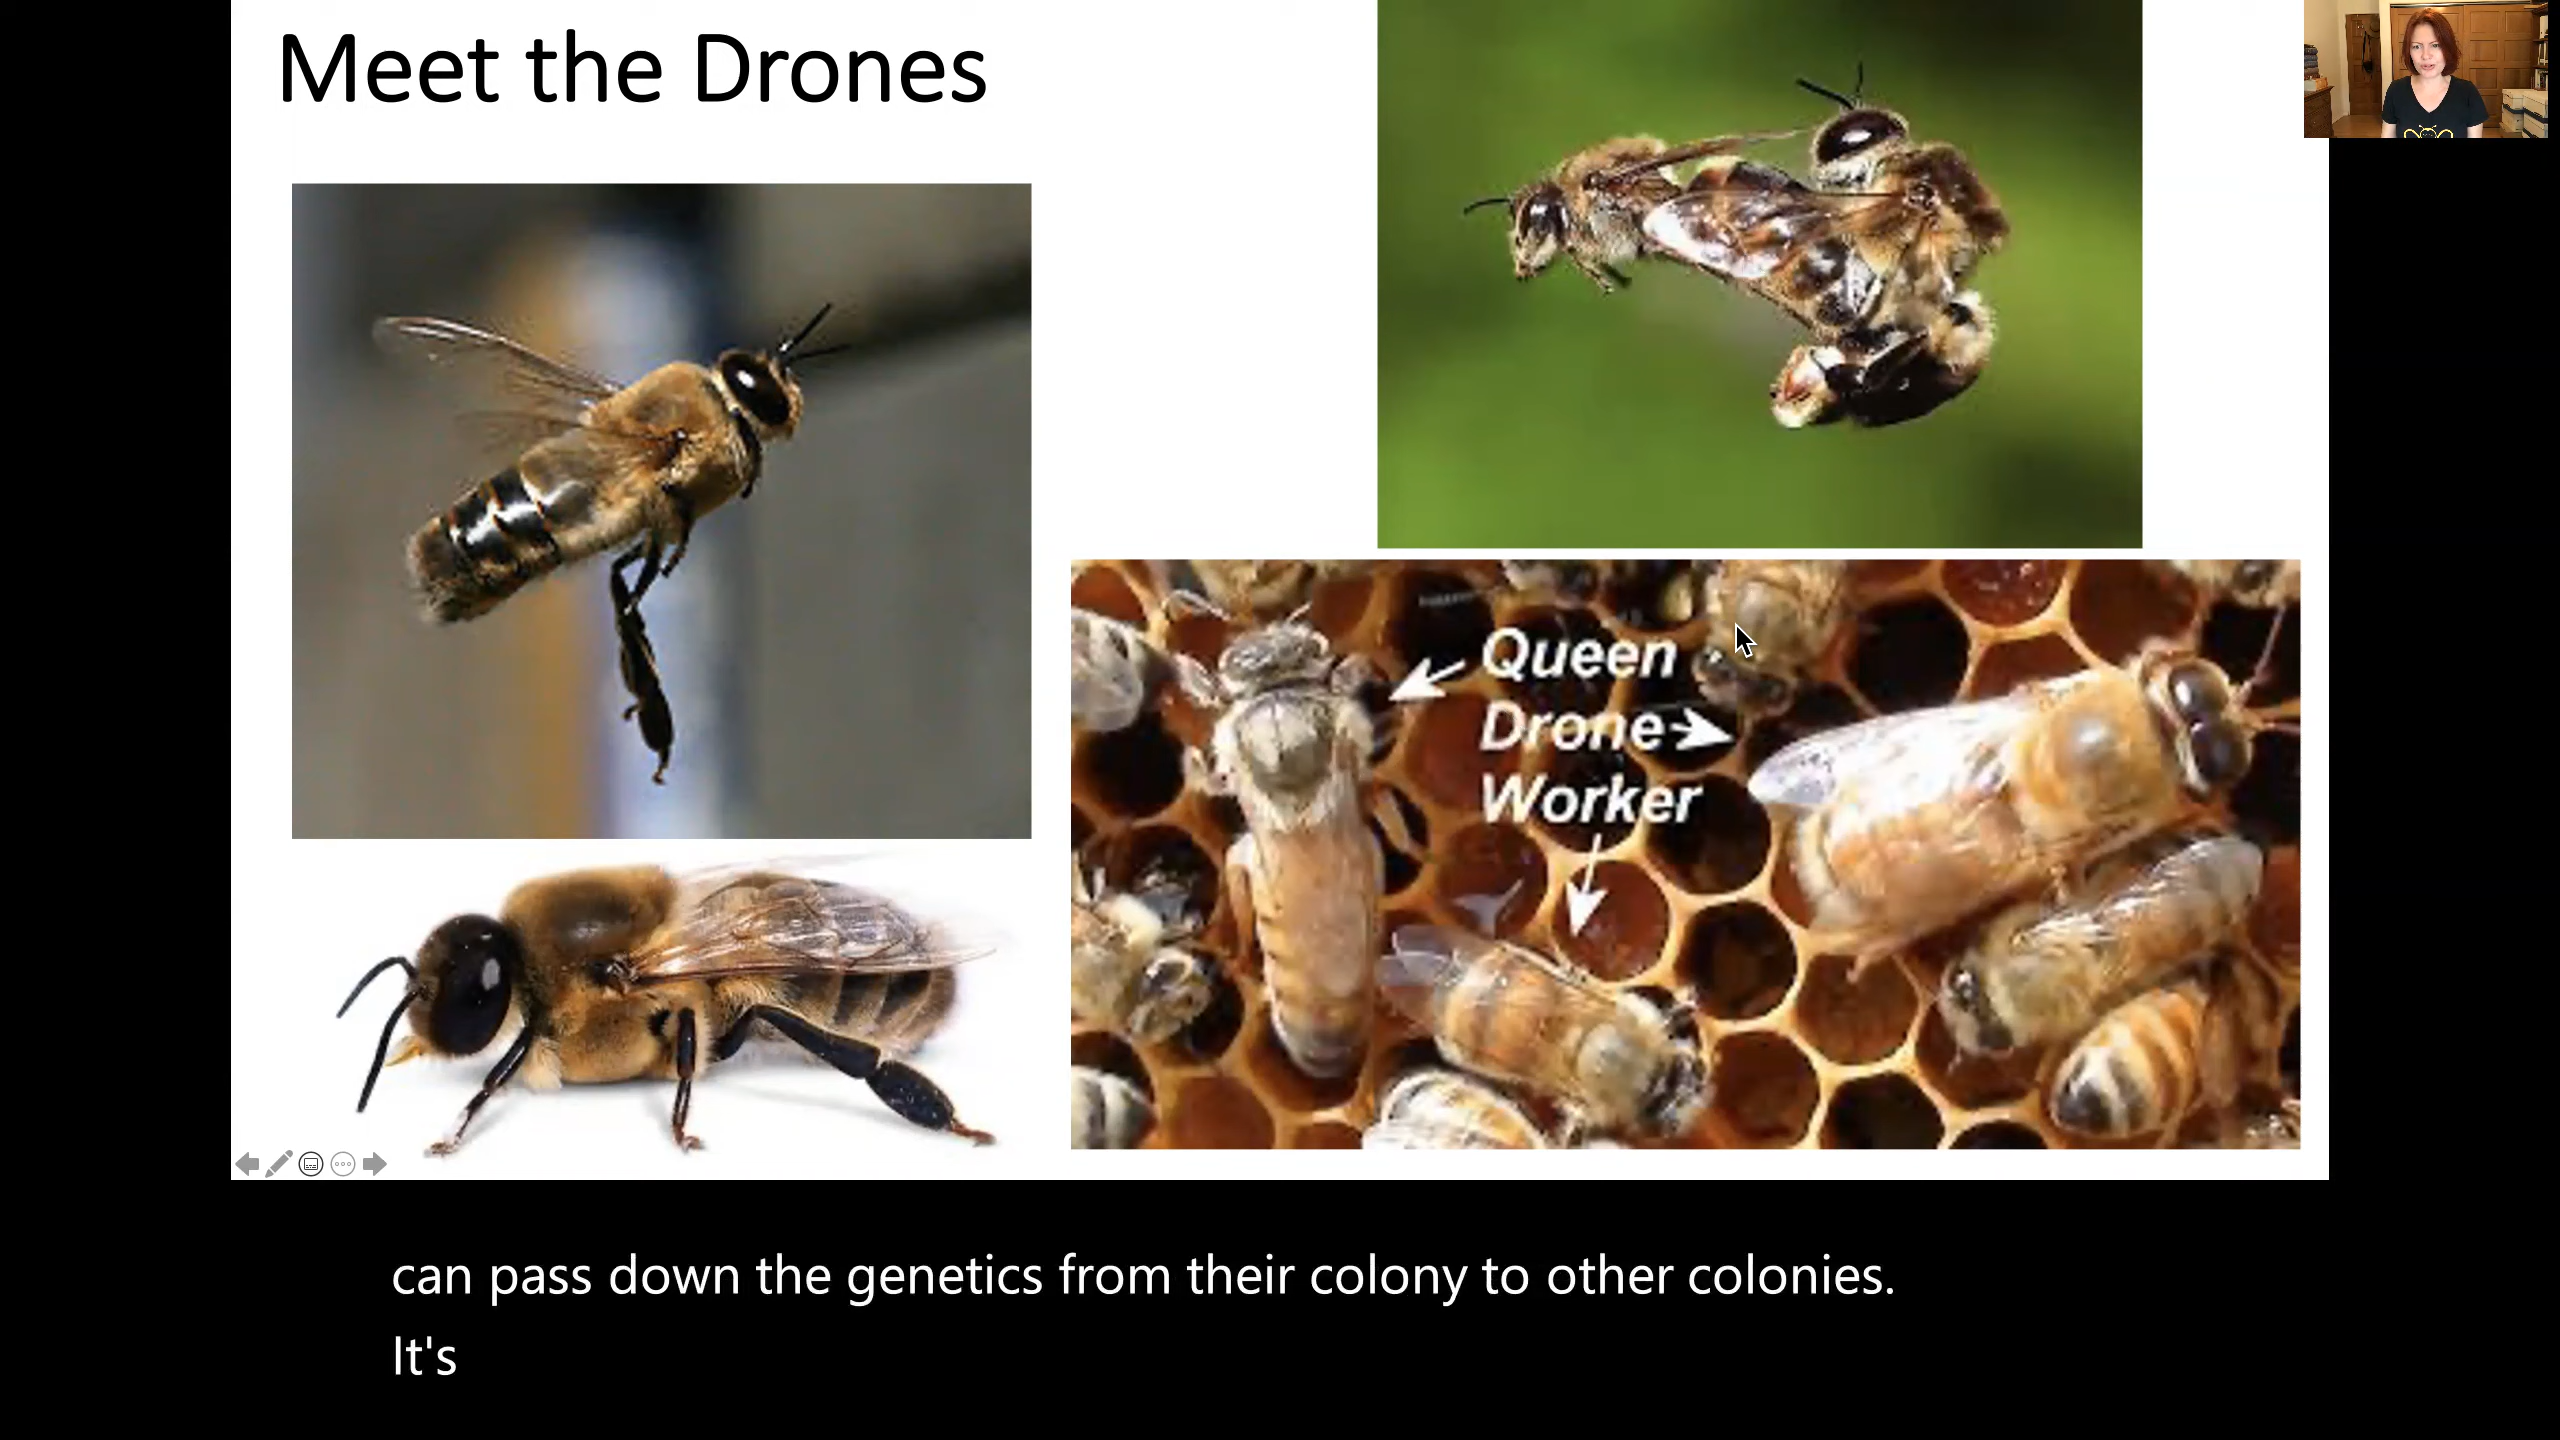 Meet the Drones
Queen
Drone
Worker
can pass down the genetics from their colony to other colonies.
It's